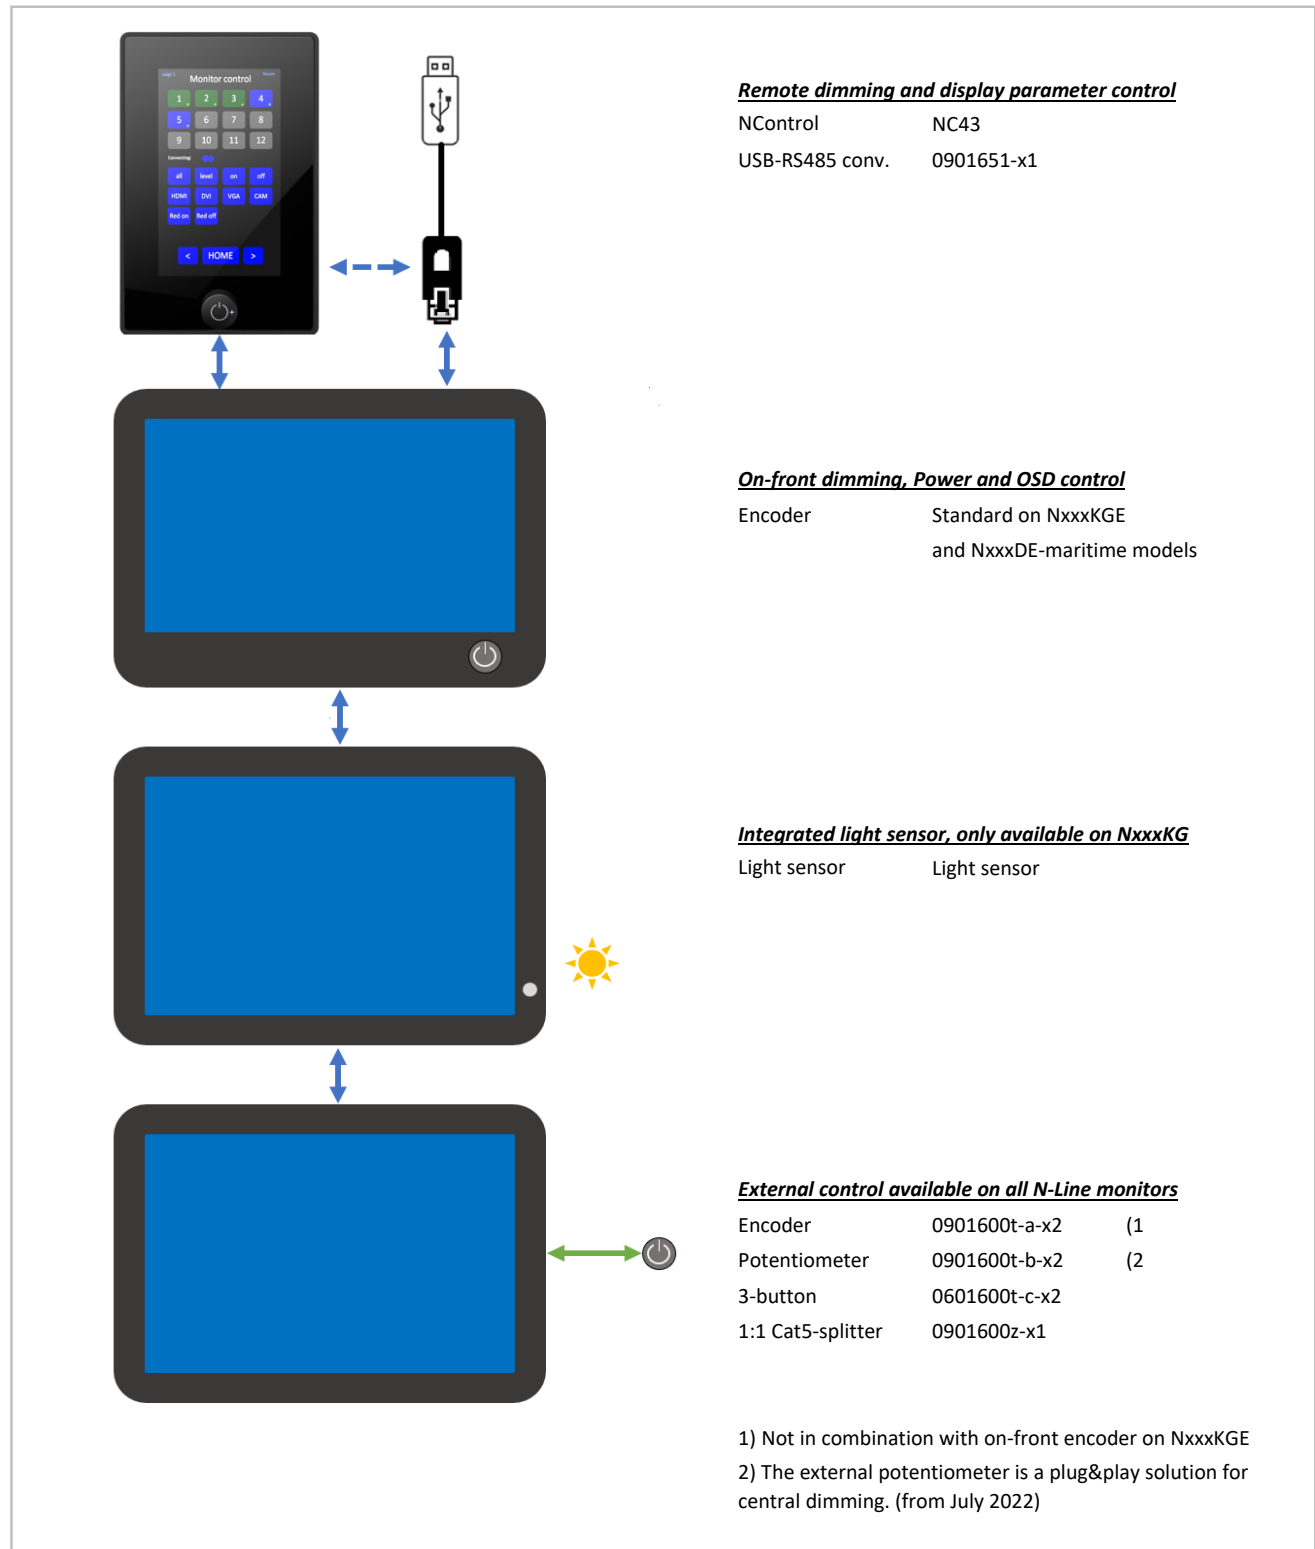 page 1 Monitor control Ncom
1 2 3 4
5 6 7 8
9 10 11 12
Connecting:
all level on off
HDMI DVI VGA CAM
Red on Red off
< HOME >
Remote dimming and display parameter control
NControl NC43
USB-RS485 conv. 0901651-x1
On-front dimming, Power and OSD control
Encoder Standard on NxxxKGE
and NxxxDE-maritime models
Integrated light sensor, only available on NxxxKG
Light sensor Light sensor
External control available on all N-Line monitors
Encoder 0901600t-a-x2 (1
Potentiometer 0901600t-b-x2 (2
3-button 0601600t-c-x2
1:1 Cat5-splitter 0901600z-x1
1) Not in combination with on-front encoder on NxxxKGE
2) The external potentiometer is a plug&play solution for
central dimming. (from July 2022)